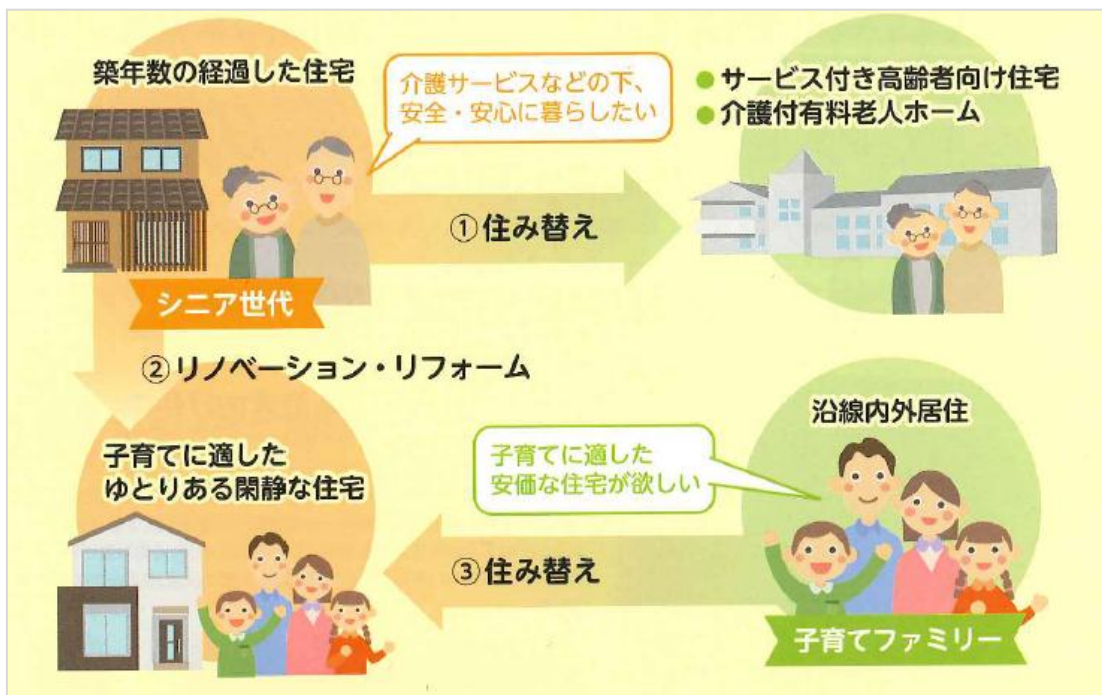 築年数の経過した住宅
介護サービスなどの下、
安全・安心に暮らしたい
● サービス付き高齢者向け住宅
● 介護付有料老人ホーム
①住み替え
シニア世代
②リノベーション・リフォーム
子育てに適した
ゆとりある閑静な住宅
子育てに適した
安価な住宅が欲しい
沿線内外居住
③住み替え
子育てファミリー